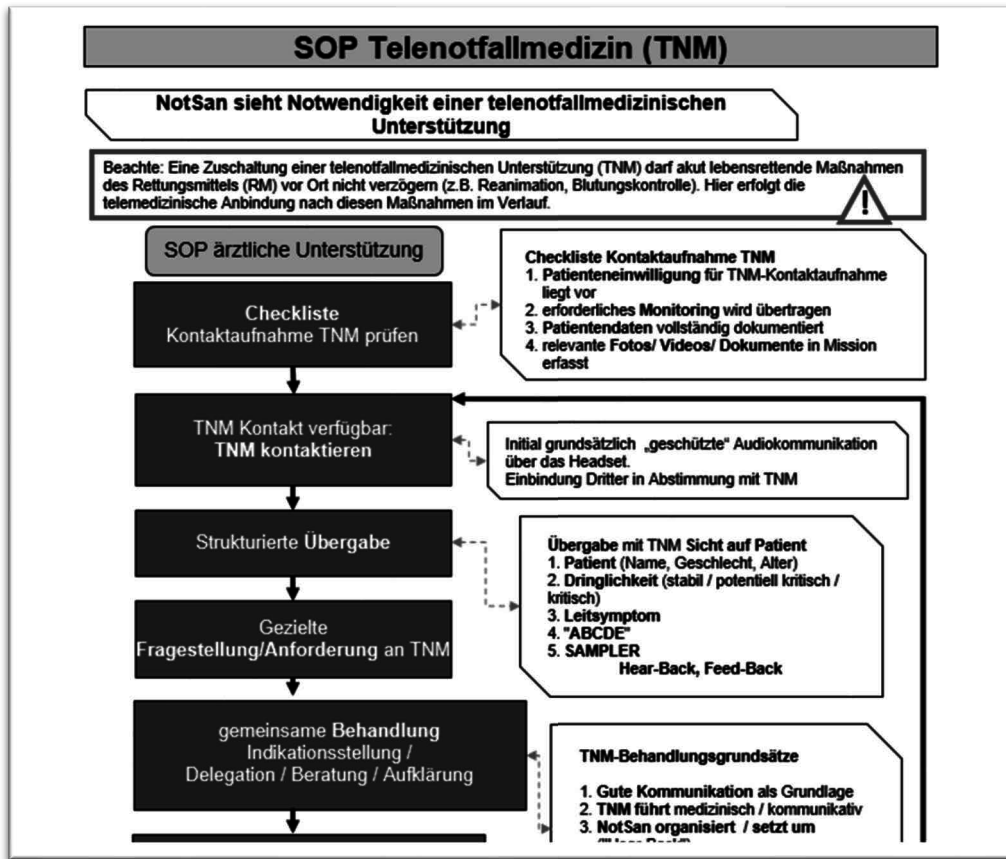 SOP Telenotfallmedizin (TNM)
NotSan sieht Notwendigkeit einer telenotfallmedizinischen
Unterstützung
Beachte: Eine Zuschaltung einer telenotfallmedizinischen Unterstützung (TNM) darf akut lebensrettende Maßnahmen
des Rettungsmittels (RM) vor Ort nicht verzögern (z.B. Reanimation, Blutungskontrolle). Hier erfolgt die
telemedizinische Anbindung nach diesen Maßnahmen im Verlauf.
!
SOP ärztliche Unterstützung
Checkliste
Kontaktaufnahme TNM prüfen
Checkliste Kontaktaufnahme TNM
1. Patienteneinwilligung für TNM-Kontaktaufnahme
liegt vor
2. erforderliches Monitoring wird übertragen
3. Patientendaten vollständig dokumentiert
4. relevante Fotos/ Videos/ Dokumente in Mission
erfasst
TNM Kontakt verfügbar:
TNM kontaktieren
Initial grundsätzlich „geschützte" Audiokommunikation
über das Headset.
Einbindung Dritter in Abstimmung mit TNM
Strukturierte Übergabe
Übergabe mit TNM Sicht auf Patient
1. Patient (Name, Geschlecht, Alter)
2. Dringlichkeit (stabil / potentiell kritisch /
kritisch)
3. Leitsymptom
4. "ABCDE"
5. SAMPLER
Hear-Back, Feed-Back
Gezielte
Fragestellung/Anforderung an TNM
gemeinsame Behandlung
Indikationsstellung /
Delegation / Beratung / Aufklärung
TNM-Behandlungsgrundsätze
1. Gute Kommunikation als Grundlage
2. TNM führt medizinisch / kommunikativ
3. NotSan organisiert / setzt um